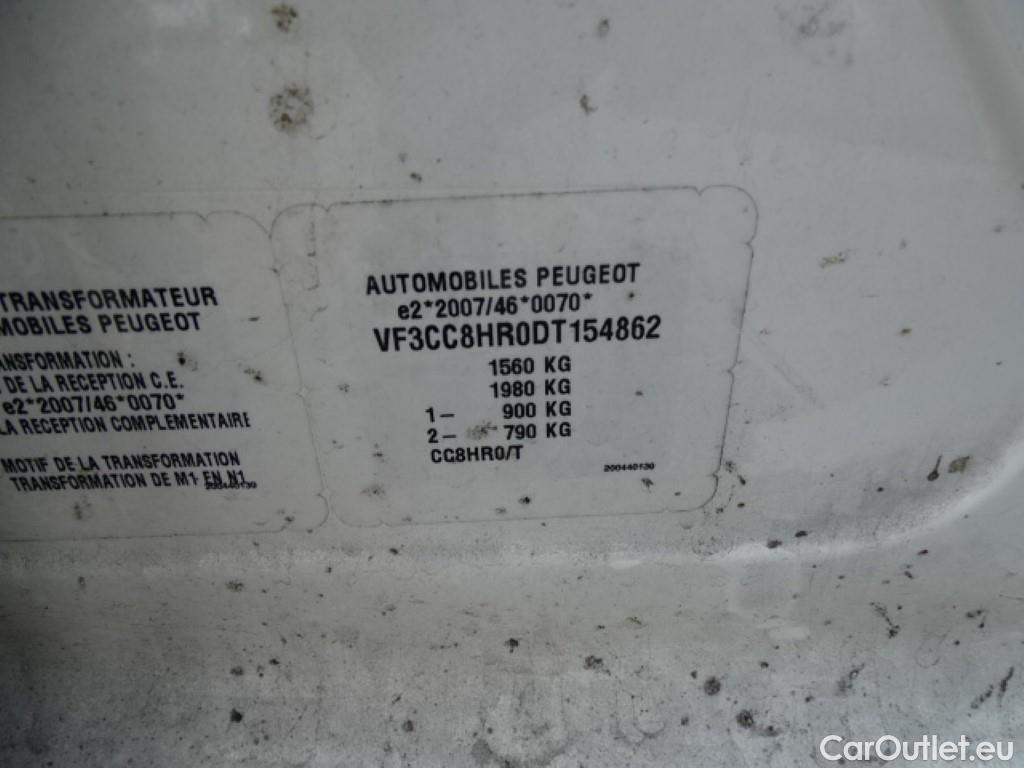 TRANSFORMATEUR
MOBILES PEUGEOT
ANSFORMATION :
DE LA RECEPTION C.E.
e2*2007/46*0070*
LA RECEPTION COMPLEMENTAIRE
MOTIF DE LA TRANSFORMATION
TRANSFORMATION DE M1 EN N1
200440130
AUTOMOBILES PEUGEOT
e2*2007/46*0070*
VF3CC8HR0DT154862
1560 KG
1980 KG
1– 900 KG
2– 790 KG
CC8HR0/T
200440130
CarOutlet.eu